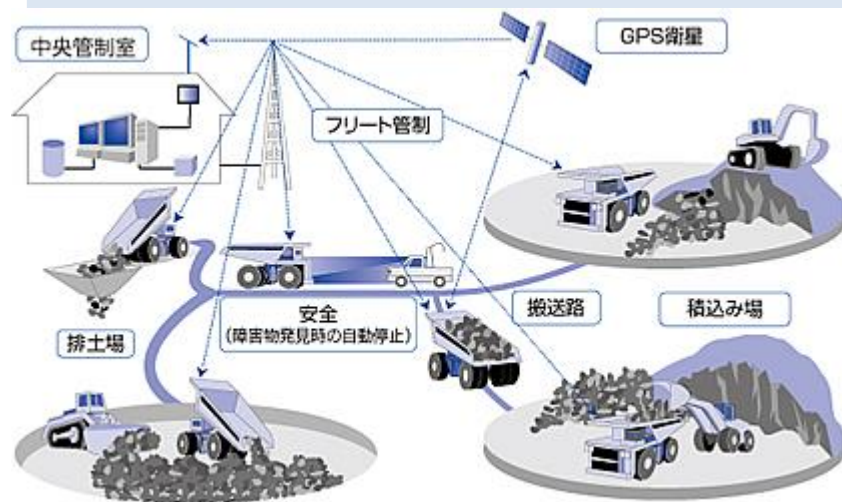 中央管制室
GPS衛星
フリート管制
安全
(障害物発見時の自動停止)
搬送路
積込み場
排土場